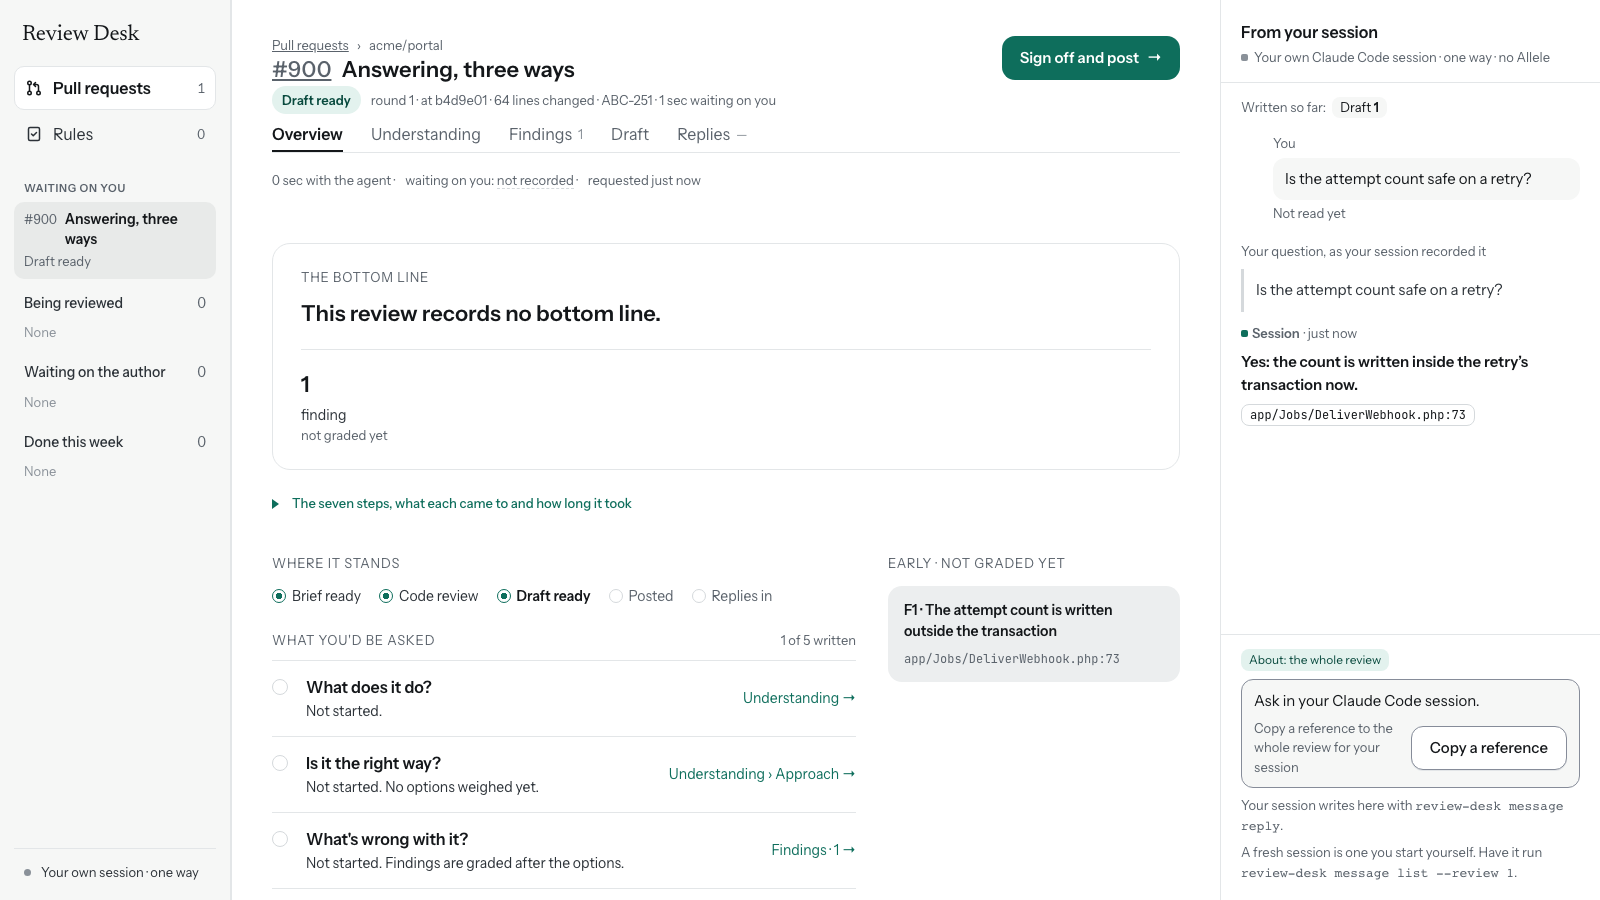 Review Desk
Pull requests 1
Rules 0
WAITING ON YOU
#900 Answering, three
ways
Draft ready
Being reviewed 0
None
Waiting on the author 0
None
Done this week 0
None
Your own session · one way
Pull requests › acme/portal
#900 Answering, three ways
Sign off and post →
Draft ready round 1 · at b4d9e01 · 64 lines changed · ABC-251 · 1 sec waiting on you
Overview Understanding Findings 1 Draft Replies —
0 sec with the agent · waiting on you: not recorded · requested just now
THE BOTTOM LINE
This review records no bottom line.
1
finding
not graded yet
The seven steps, what each came to and how long it took
WHERE IT STANDS
Brief ready Code review Draft ready Posted Replies in
WHAT YOU'D BE ASKED 1 of 5 written
What does it do?
Not started.
Understanding →
Is it the right way?
Not started. No options weighed yet.
Understanding › Approach →
What's wrong with it?
Not started. Findings are graded after the options.
Findings · 1 →
EARLY · NOT GRADED YET
F1 · The attempt count is written
outside the transaction
app/Jobs/DeliverWebhook.php:73
From your session
Your own Claude Code session · one way · no Allele
Written so far: Draft 1
You
Is the attempt count safe on a retry?
Not read yet
Your question, as your session recorded it
Is the attempt count safe on a retry?
Session · just now
Yes: the count is written inside the retry's
transaction now.
app/Jobs/DeliverWebhook.php:73
About: the whole review
Ask in your Claude Code session.
Copy a reference to the
whole review for your
session
Copy a reference
Your session writes here with review-desk message
reply.
A fresh session is one you start yourself. Have it run
review-desk message list --review 1.